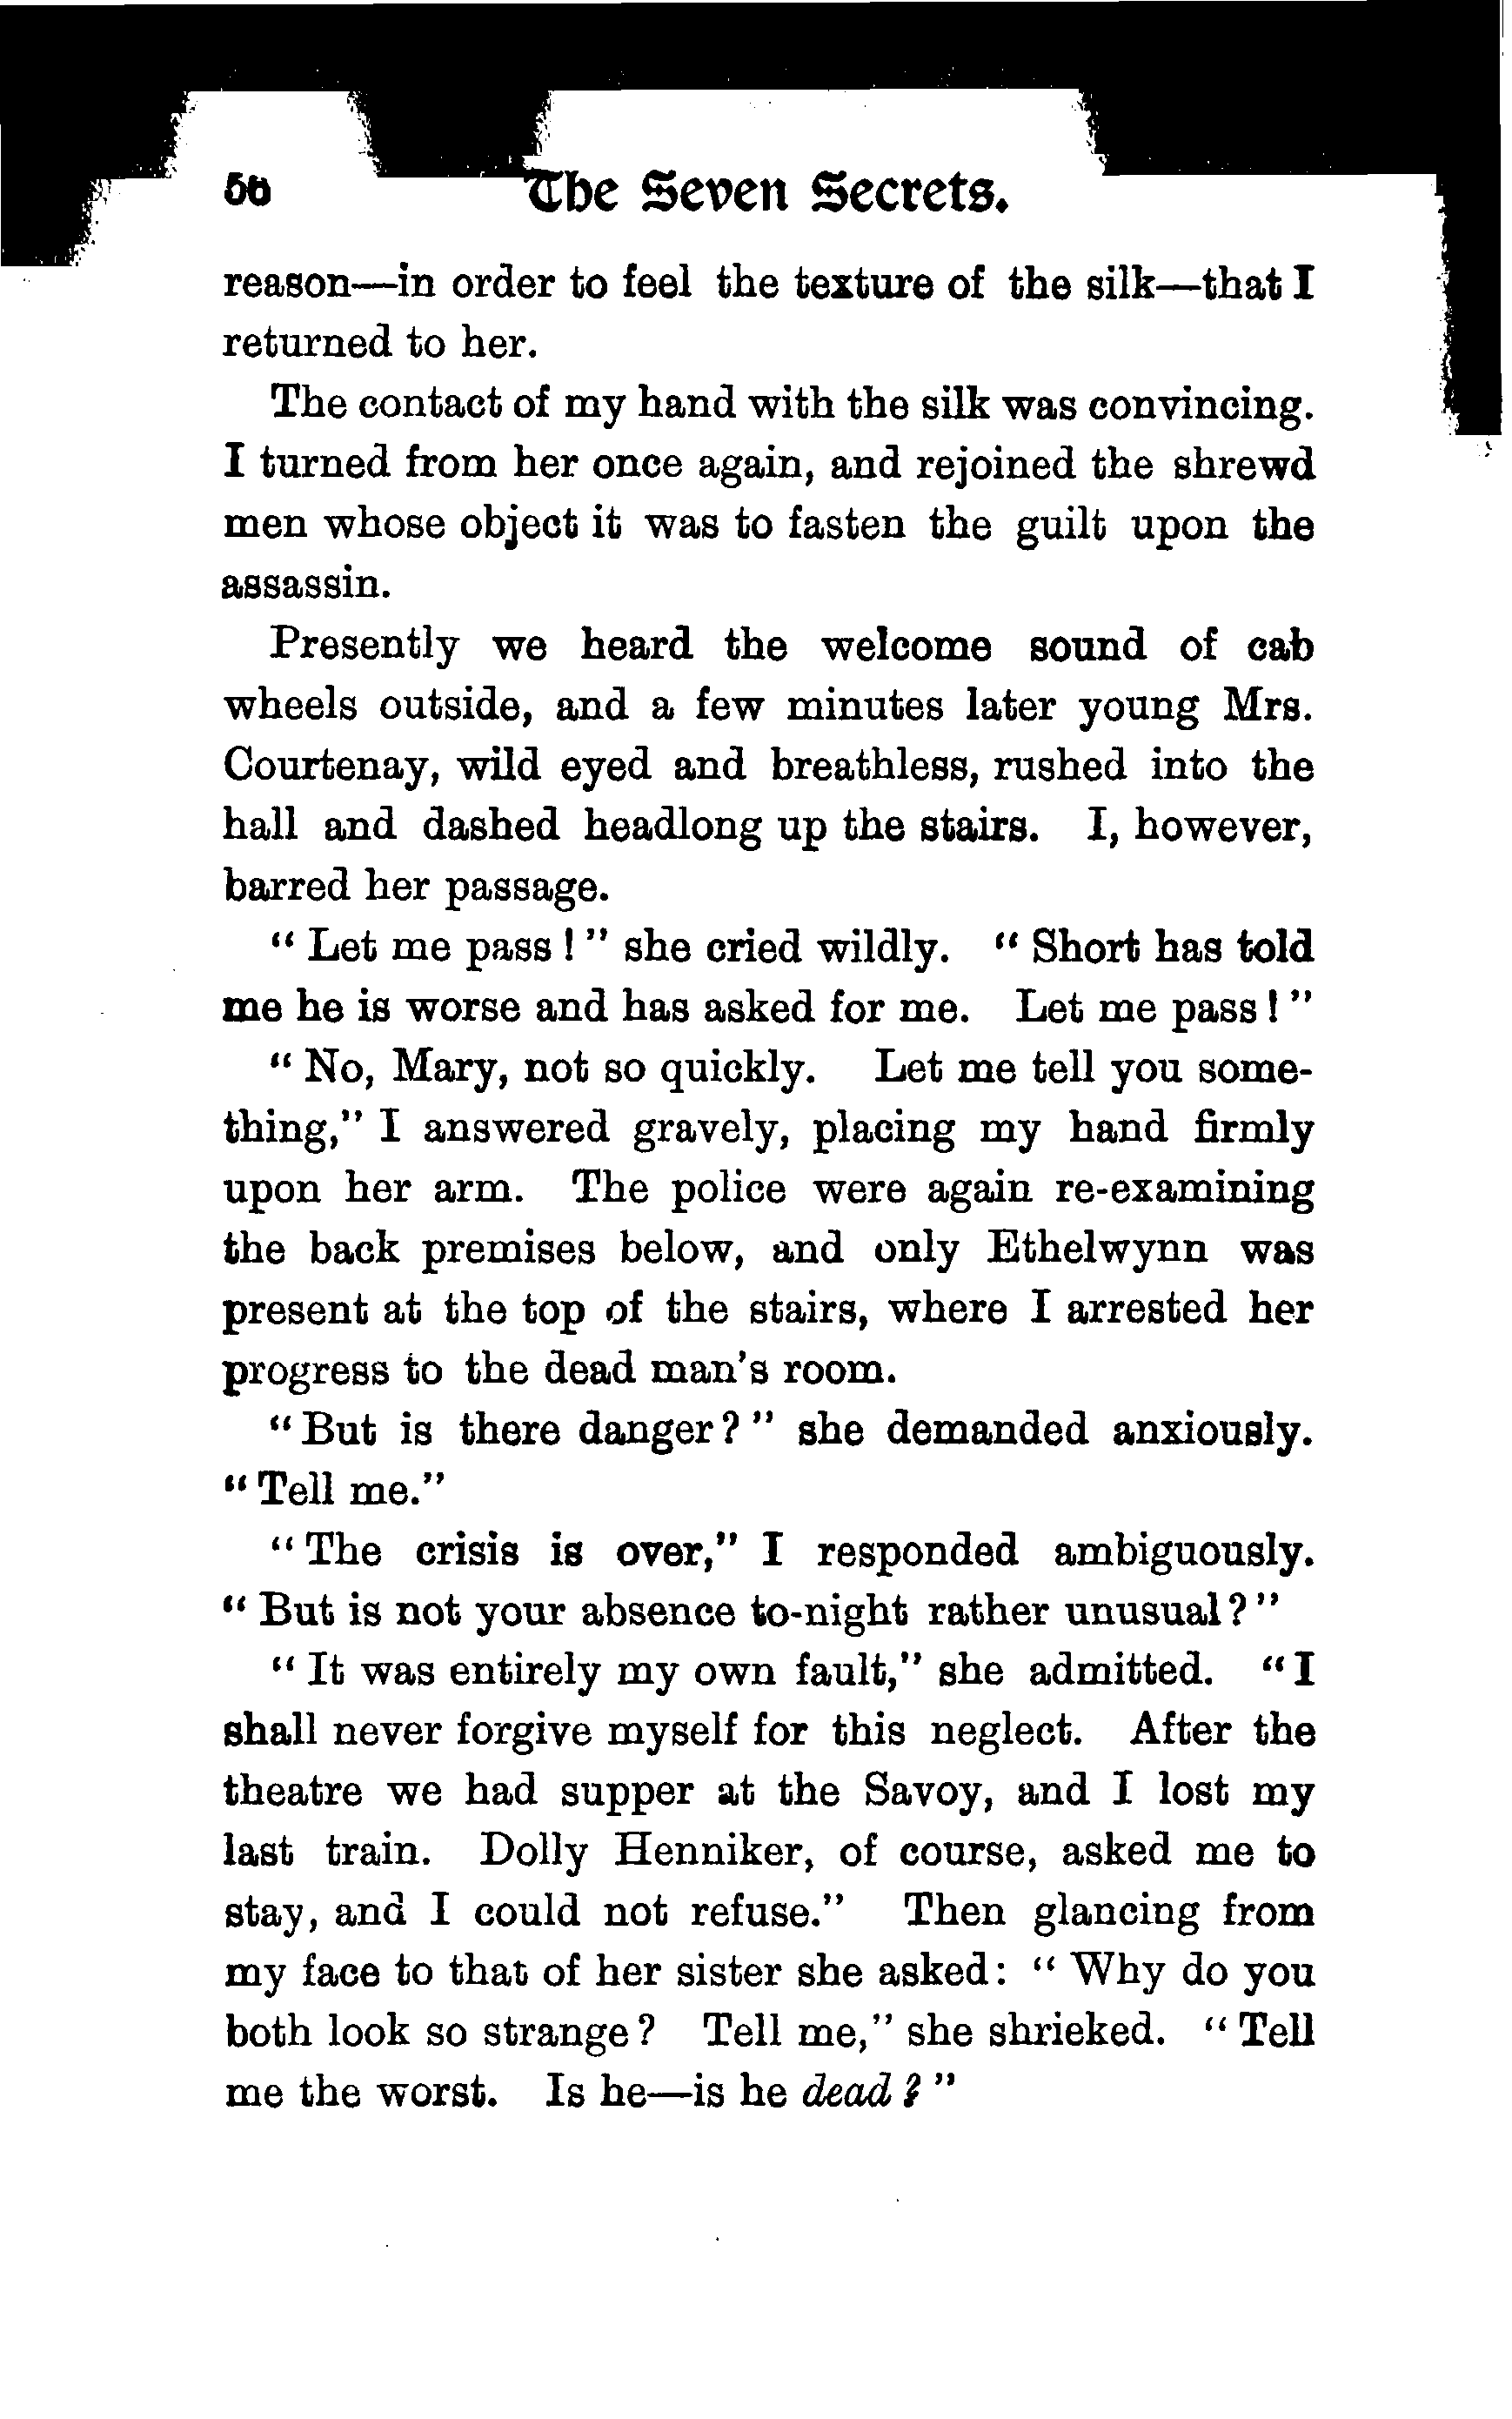 The Seven Secrets.
reason—in order to feel the texture of the silk—that I
returned to her.
The contact of my hand with the silk was convincing.
I turned from her once again, and rejoined the shrewd
men whose object it was to fasten the guilt upon the
assassin.
Presently we heard the welcome sound of cab
wheels outside, and a few minutes later young Mrs.
Courtenay, wild eyed and breathless, rushed into the
hall and dashed headlong up the stairs. I, however,
barred her passage.
"Let me pass!" she cried wildly. "Short has told
me he is worse and has asked for me. Let me pass!"
"No, Mary, not so quickly. Let me tell you some-
thing," I answered gravely, placing my hand firmly
upon her arm. The police were again re-examining
the back premises below, and only Ethelwynn was
present at the top of the stairs, where I arrested her
progress to the dead man's room.
"But is there danger?" she demanded anxiously.
"Tell me."
"The crisis is over," I responded ambiguously.
"But is not your absence to-night rather unusual?"
"It was entirely my own fault," she admitted. "I
shall never forgive myself for this neglect. After the
theatre we had supper at the Savoy, and I lost my
last train. Dolly Henniker, of course, asked me to
stay, and I could not refuse." Then glancing from
my face to that of her sister she asked: "Why do you
both look so strange? Tell me," she shrieked. "Tell
me the worst. Is he—is he dead?"